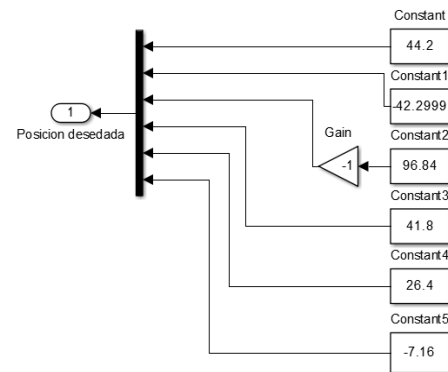 Constant
44.2
Constant1
-42.2999
Constant2
Gain
-1
96.84
1
Posicion desedada
Constant3
41.8
Constant4
26.4
Constant5
-7.16